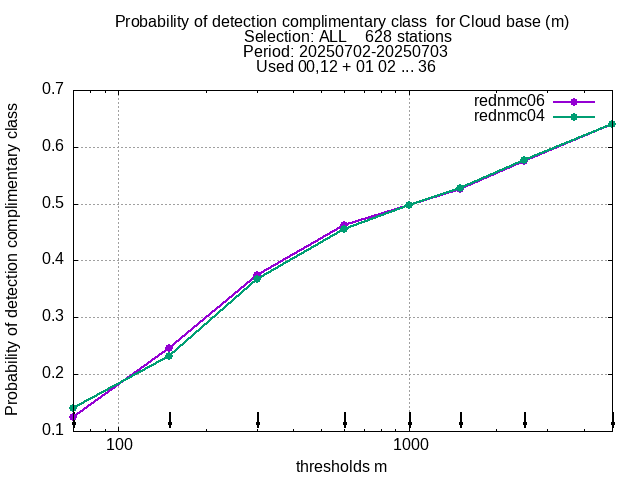 Probability of detection complimentary class  for Cloud base (m)
Selection: ALL    628 stations
Period: 20250702-20250703
Used 00,12 + 01 02 ... 36
rednmc06
rednmc04
Probability of detection complimentary class
0.7
0.6
0.5
0.4
0.3
0.2
0.1
100
1000
thresholds m